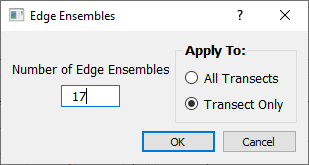 Edge Ensembles
Apply To:
Number of Edge Ensembles
17
All Transects
Transect Only
OK
Cancel